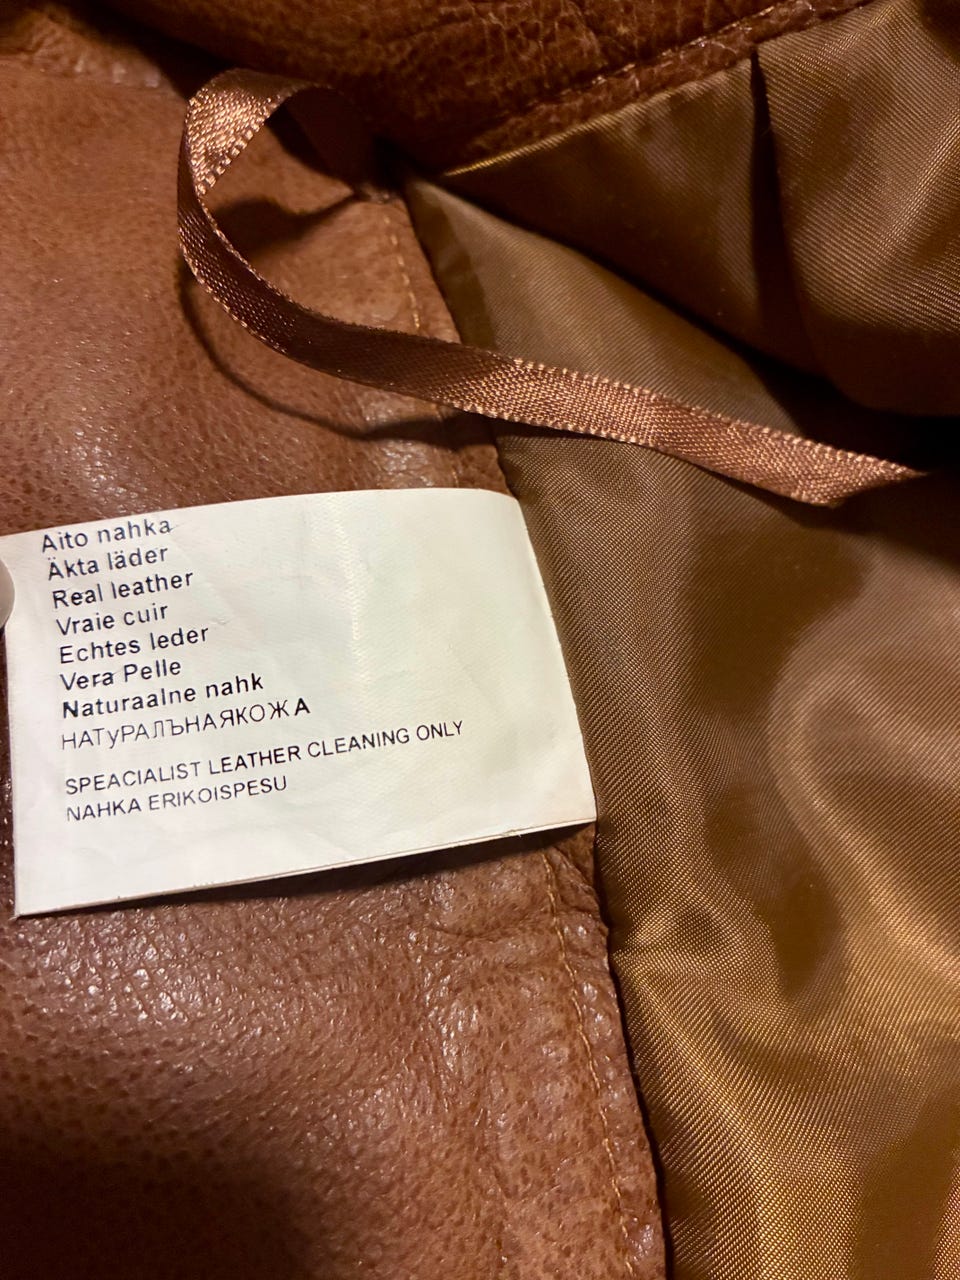 Aito nahka
Äkta läder
Real leather
Vraie cuir
Echtes leder
Vera Pelle
Naturaalne nahk
НАТуРАЛЪНАЯКОЖА
SPEACIALIST LEATHER CLEANING ONLY
NAHKA ERIKOISPESU